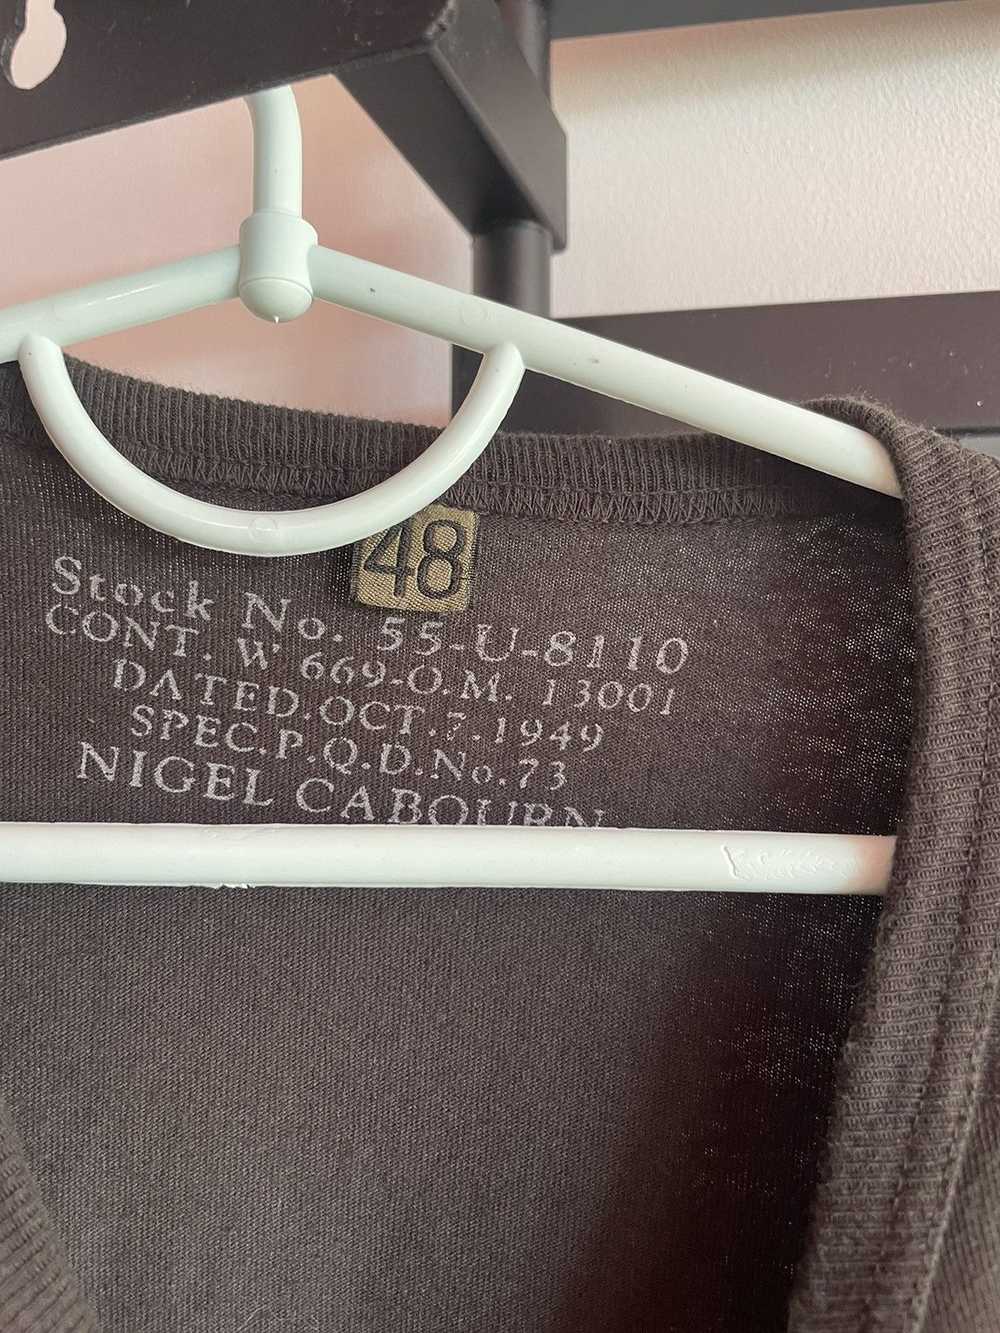 48
Stock No. 55-U-8110
CONT. W 669-O.M. 13001
DATED.OCT.7.1949
SPEC.P.Q.D.No.73
NIGEL CABOURN